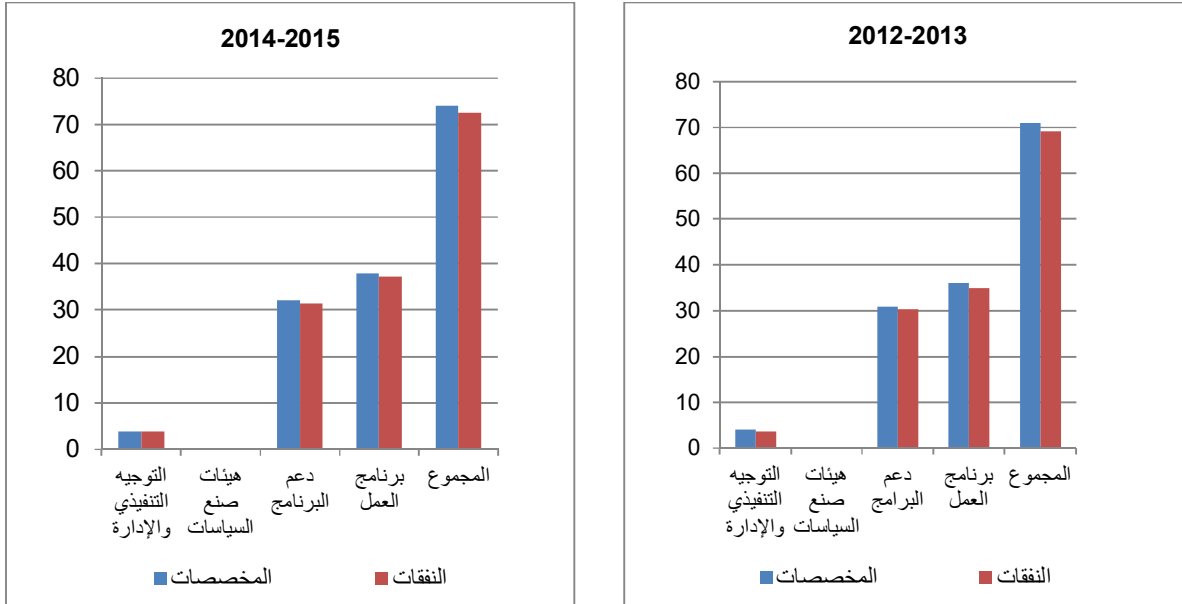 2014-2015
80
70
60
50
40
30
20
10
0
التوجيه
التنفيذي
والإدارة
هيئات
صنع
السياسات
دعم
البرنامج
برنامج
العمل
المجموع
المخصصات
النفقات
2012-2013
80
70
60
50
40
30
20
10
0
التوجيه
التنفيذي
والإدارة
هيئات
صنع
السياسات
دعم
البرامج
برنامج
العمل
المجموع
المخصصات
النفقات